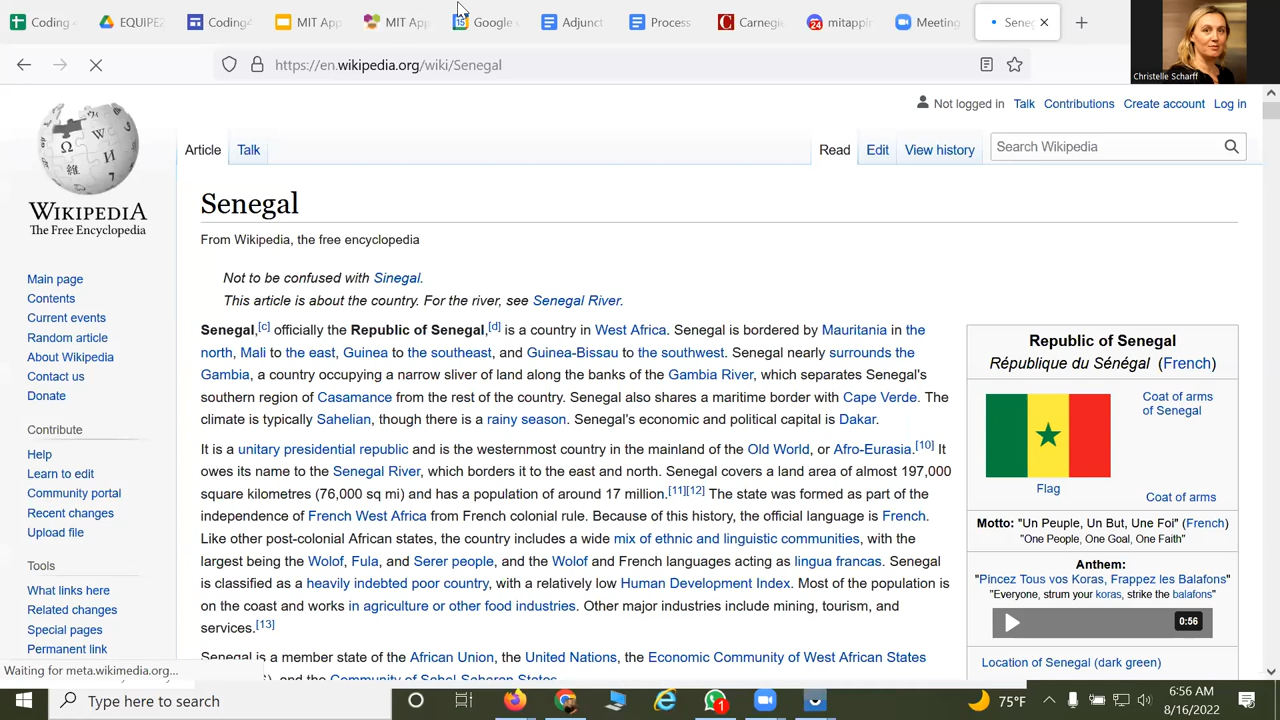 Coding
EQUIPE
Coding4
MIT App
MIT App
Google
Adjunct
Process
Carnegie
24
mitappin
Meeting
Seneg
https://en.wikipedia.org/wiki/Senegal
Christelle Scharff
Not logged in Talk Contributions Create account Log in
Article Talk Read Edit View history Search Wikipedia
WIKIPEDIA
The Free Encyclopedia
Main page
Contents
Current events
Random article
About Wikipedia
Contact us
Donate
Contribute
Help
Learn to edit
Community portal
Recent changes
Upload file
Tools
What links here
Related changes
Special pages
Permanent link
Senegal
From Wikipedia, the free encyclopedia
Not to be confused with Sinegal.
This article is about the country. For the river, see Senegal River.
Senegal,[c] officially the Republic of Senegal,[d] is a country in West Africa. Senegal is bordered by Mauritania in the
north, Mali to the east, Guinea to the southeast, and Guinea-Bissau to the southwest. Senegal nearly surrounds the
Gambia, a country occupying a narrow sliver of land along the banks of the Gambia River, which separates Senegal's
southern region of Casamance from the rest of the country. Senegal also shares a maritime border with Cape Verde. The
climate is typically Sahelian, though there is a rainy season. Senegal's economic and political capital is Dakar.
It is a unitary presidential republic and is the westernmost country in the mainland of the Old World, or Afro-Eurasia.[10] It
owes its name to the Senegal River, which borders it to the east and north. Senegal covers a land area of almost 197,000
square kilometres (76,000 sq mi) and has a population of around 17 million.[11][12] The state was formed as part of the
independence of French West Africa from French colonial rule. Because of this history, the official language is French.
Like other post-colonial African states, the country includes a wide mix of ethnic and linguistic communities, with the
largest being the Wolof, Fula, and Serer people, and the Wolof and French languages acting as lingua francas. Senegal
is classified as a heavily indebted poor country, with a relatively low Human Development Index. Most of the population is
on the coast and works in agriculture or other food industries. Other major industries include mining, tourism, and
services.[13]
Senegal is a member state of the African Union, the United Nations, the Economic Community of West African States
and the Community of Sahel-Saharan States
Republic of Senegal
République du Sénégal (French)
Coat of arms
of Senegal
Flag
Coat of arms
Motto: "Un Peuple, Un But, Une Foi" (French)
"One People, One Goal, One Faith"
Anthem:
"Pincez Tous vos Koras, Frappez les Balafons"
"Everyone, strum your koras, strike the balafons"
0:56
Location of Senegal (dark green)
Waiting for meta.wikimedia.org...
Type here to search
1
75°F
6:56 AM
8/16/2022